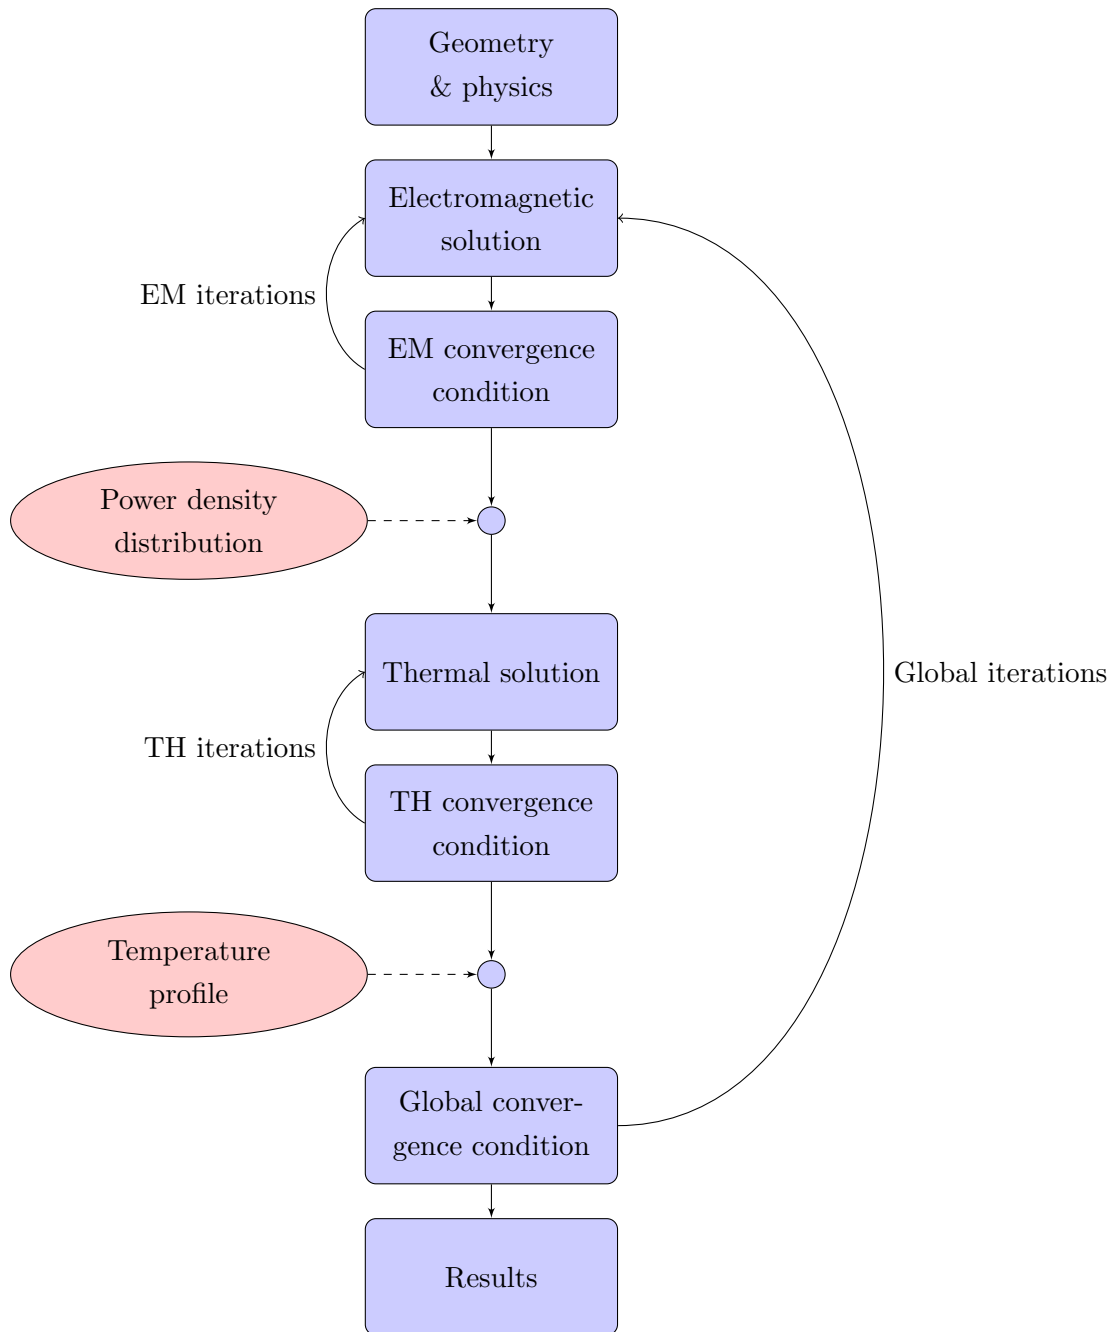 Geometry
& physics
Electromagnetic
solution
EM iterations
EM convergence
condition
Power density
distribution
Thermal solution
Global iterations
TH iterations
TH convergence
condition
Temperature
profile
Global conver-
gence condition
Results